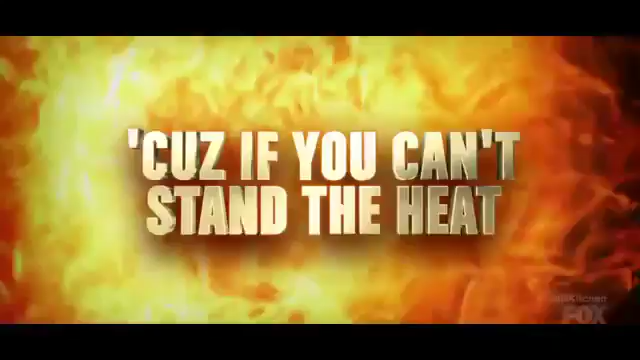 'CUZ IF YOU CAN'T
STAND THE HEAT
FOX